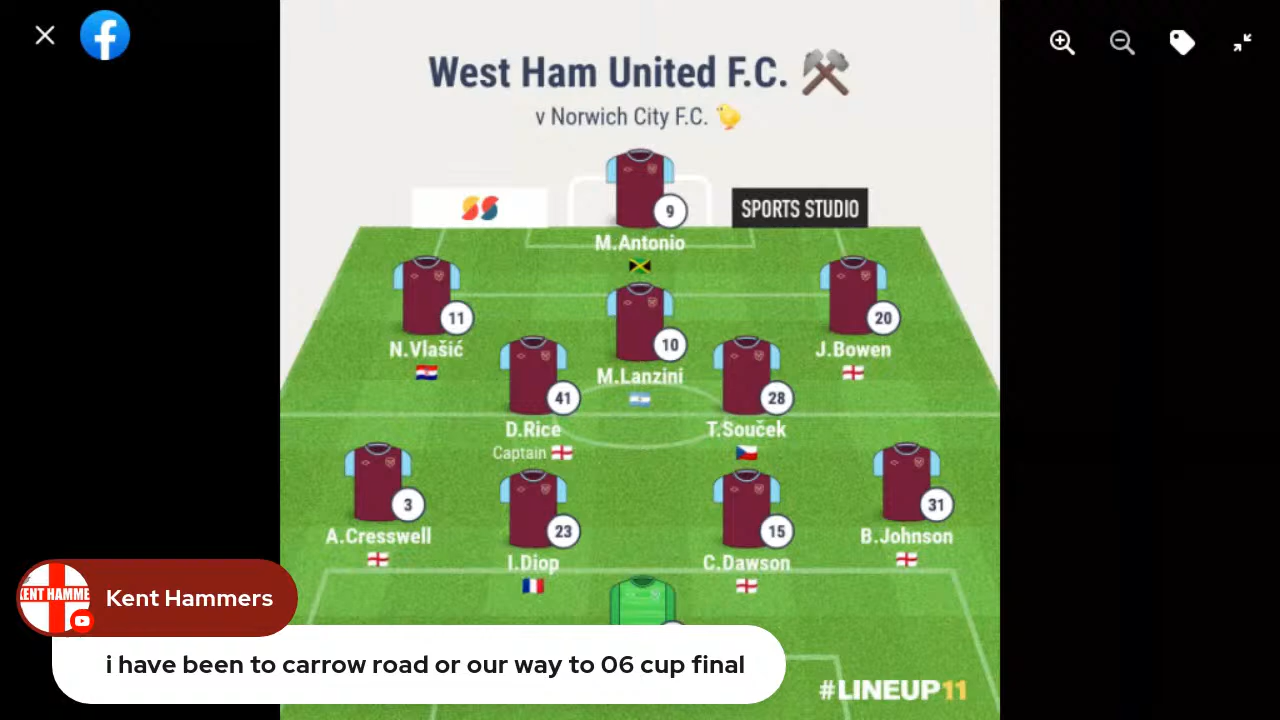 West Ham United F.C.
v Norwich City F.C.
SS SPORTS STUDIO
9
M.Antonio
11
N.Vlašić
10
M.Lanzini
20
J.Bowen
41
D.Rice
Captain
28
T.Souček
3
A.Cresswell
23
I.Diop
15
C.Dawson
31
B.Johnson
KENT HAMME
Kent Hammers
i have been to carrow road or our way to 06 cup final
#LINEUP11